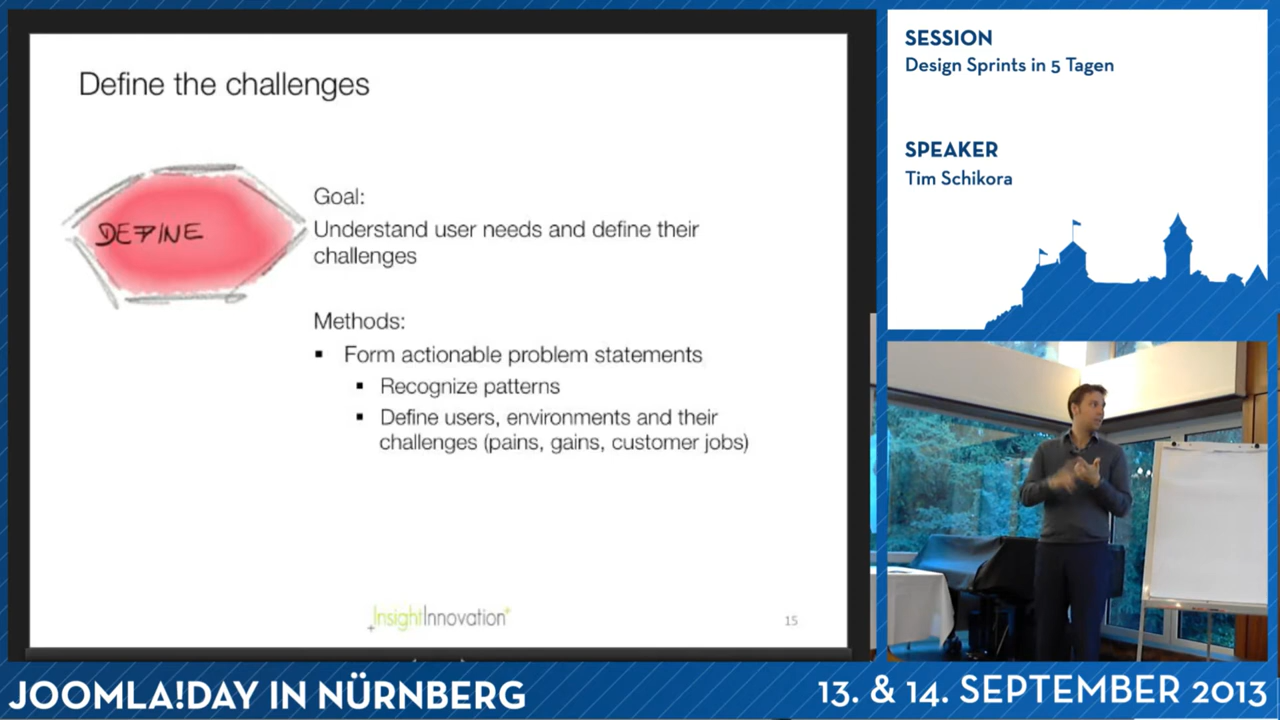 Define the challenges
DEFINE
Goal:
Understand user needs and define their
challenges
Methods:
▪ Form actionable problem statements
▪ Recognize patterns
▪ Define users, environments and their
challenges (pains, gains, customer jobs)
InsightInnovation
15
SESSION
Design Sprints in 5 Tagen
SPEAKER
Tim Schikora
JOOMLA!DAY IN NÜRNBERG
13. & 14. SEPTEMBER 2013